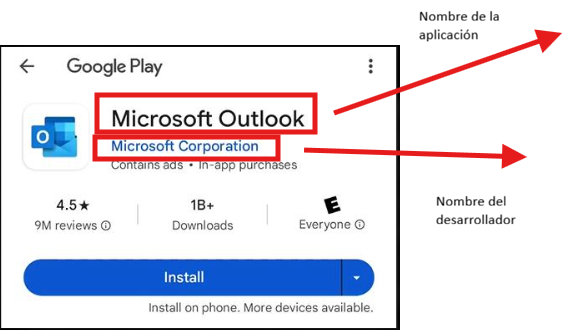 Nombre de la
aplicación
Google Play
Microsoft Outlook
Microsoft Corporation
Contains ads • In-app purchases
4.5★
9M reviews
1B+
Downloads
E
Everyone
Nombre del
desarrollador
Install
Install on phone. More devices available.